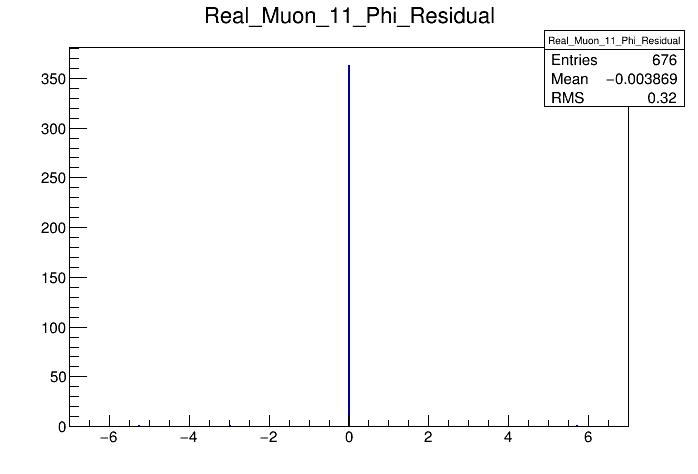 Real_Muon_11_Phi_Residual
Real_Muon_11_Phi_Residual
Entries 676
Mean −0.003869
RMS 0.32
350
300
250
200
150
100
50
0
−6 −4 −2 0 2 4 6